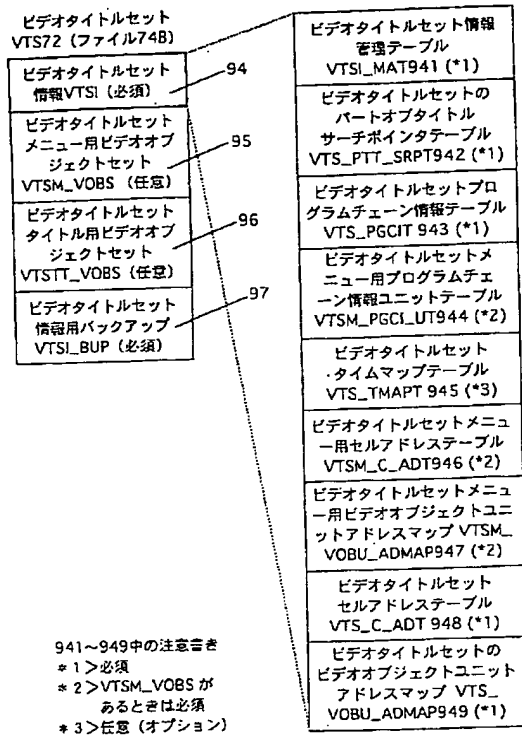 ビデオタイトルセット
VTS72（ファイル74B）
ビデオタイトルセット
情報VTSI（必須）
94
ビデオタイトルセット
メニュー用ビデオオブ
ジェクトセット
VTSM_VOBS （任意）
95
ビデオタイトルセット
タイトル用ビデオオブ
ジェクトセット
VTSTT_VOBS（任意）
96
ビデオタイトルセット
情報用バックアップ
VTSI_BUP（必須）
97
ビデオタイトルセット情報
管理テーブル
VTSI_MAT941 (*1)
ビデオタイトルセットの
パートオブタイトル
サーチポインタテーブル
VTS_PTT_SRPT942 (*1)
ビデオタイトルセットプロ
グラムチェーン情報テーブル
VTS_PGCIT 943 (*1)
ビデオタイトルセットメ
ニュー用プログラムチェ
ーン情報ユニットテーブル
VTSM_PGCI_UT944 (*2)
ビデオタイトルセット
・タイムマップテーブル
VTS_TMAPT 945 (*3)
ビデオタイトルセットメニュ
ー用セルアドレステーブル
VTSM_C_ADT946 (*2)
ビデオタイトルセットメニュ
ー用ビデオオブジェクトユニ
ットアドレスマップ VTSM_
VOBU_ADMAP947 (*2)
ビデオタイトルセット
セルアドレステーブル
VTS_C_ADT 948 (*1)
ビデオタイトルセットの
ビデオオブジェクトユニット
アドレスマップ VTS_
VOBU_ADMAP949 (*1)
941～949中の注意書き
*1＞必須
*2＞VTSM_VOBS が
あるときは必須
*3＞任意（オプション）